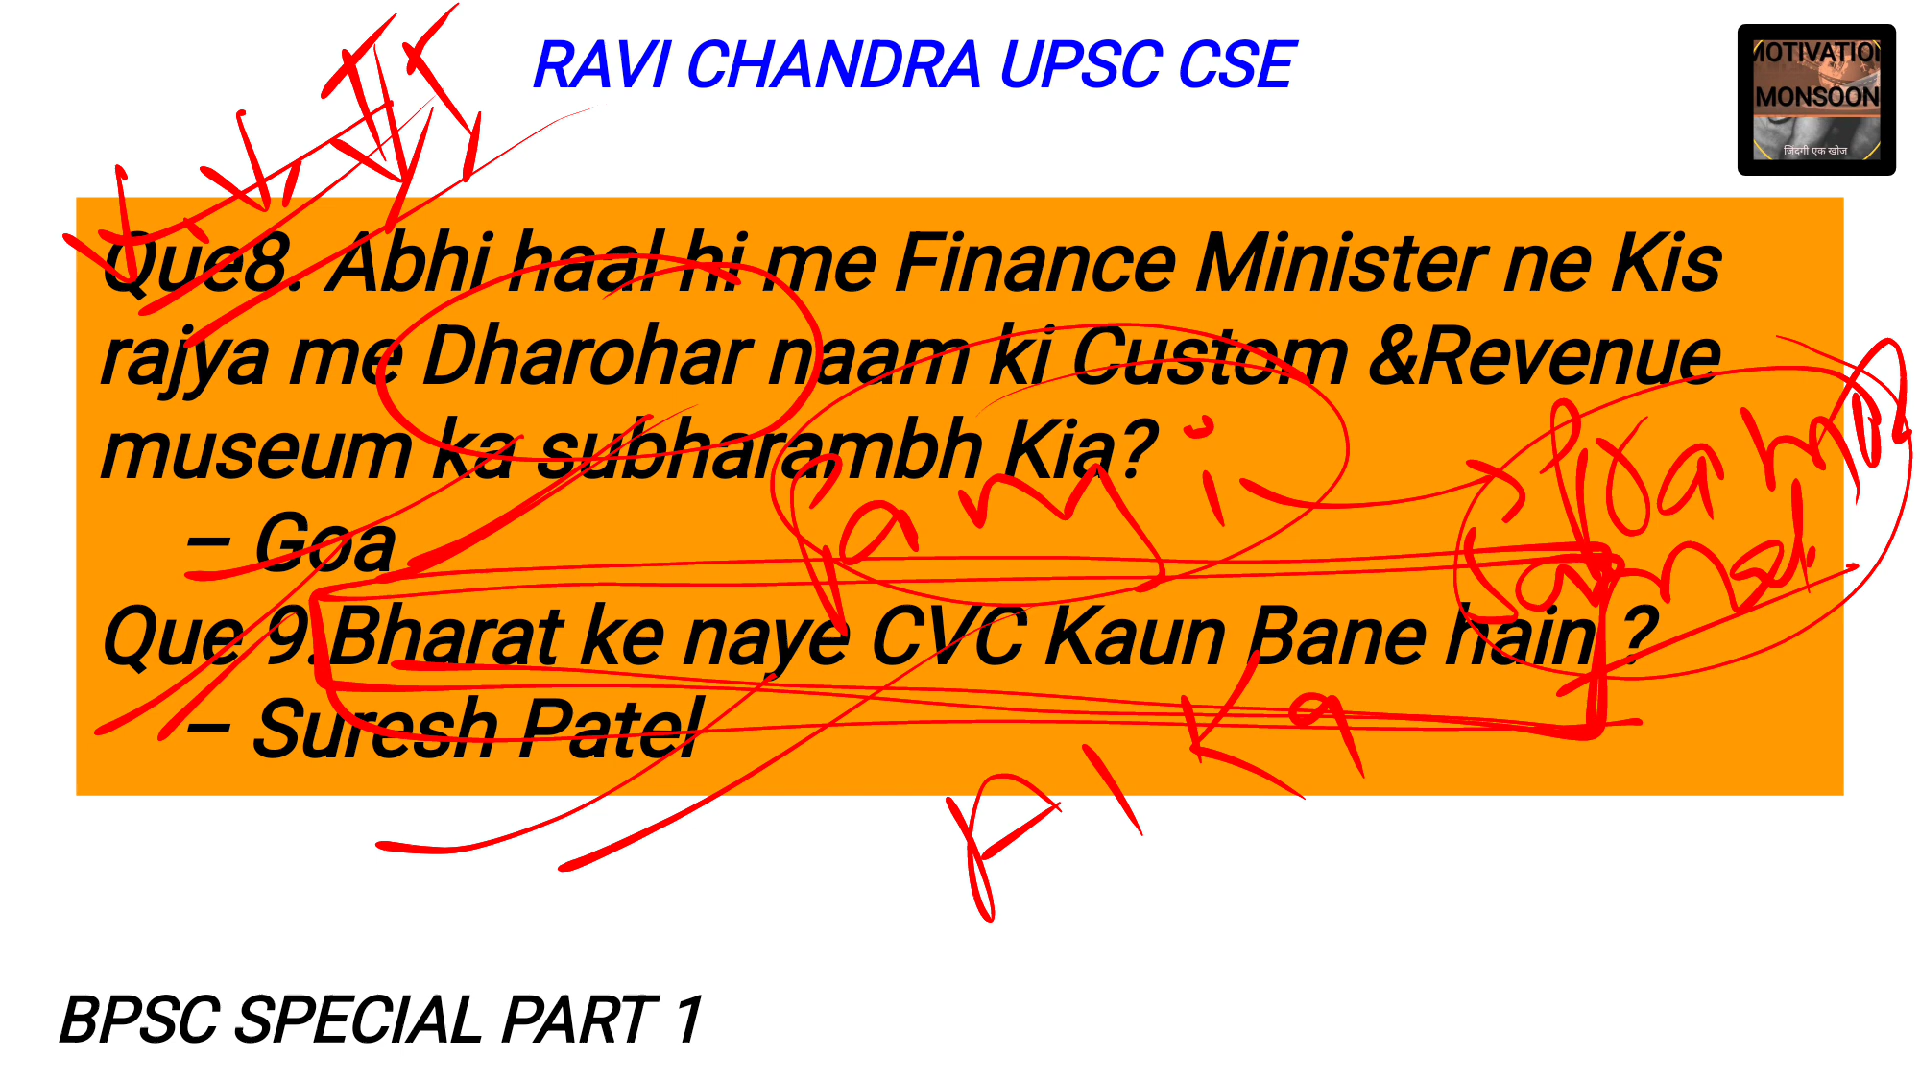 RAVI CHANDRA UPSC CSE
MOTIVATION
MONSOON
जिंदगी एक खोज
Que8. Abhi haal hi me Finance Minister ne Kis
rajya me Dharohar naam ki Custom &Revenue
museum ka subharambh Kia?
– Goa
Que 9.Bharat ke naye CVC Kaun Bane hain ?
– Suresh Patel
BPSC SPECIAL PART 1